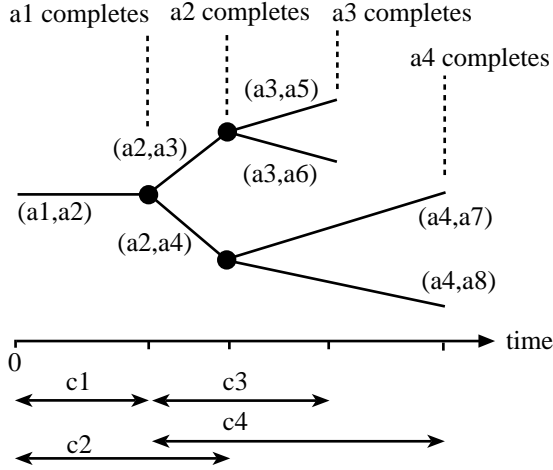 a1 completes
a2 completes
a3 completes
a4 completes
(a3,a5)
(a2,a3)
(a3,a6)
(a1,a2)
(a4,a7)
(a2,a4)
(a4,a8)
time
0
c1
c3
c4
c2